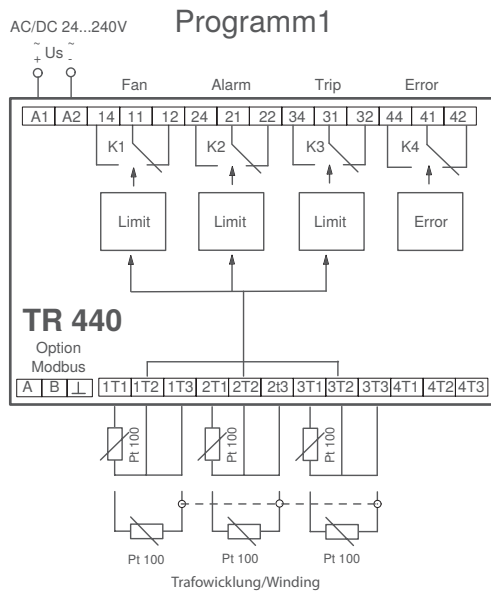 Programm1
AC/DC 24...240V
~ Us ~
+ -
Fan Alarm Trip Error
A1 A2 14 11 12 24 21 22 34 31 32 44 41 42
K1 K2 K3 K4
Limit Limit Limit Error
TR 440
Option
Modbus
A B ⊥ 1T1 1T2 1T3 2T1 2T2 2t3 3T1 3T2 3T3 4T1 4T2 4T3
Pt 100 Pt 100 Pt 100
Pt 100 Pt 100 Pt 100
Trafowicklung/Winding